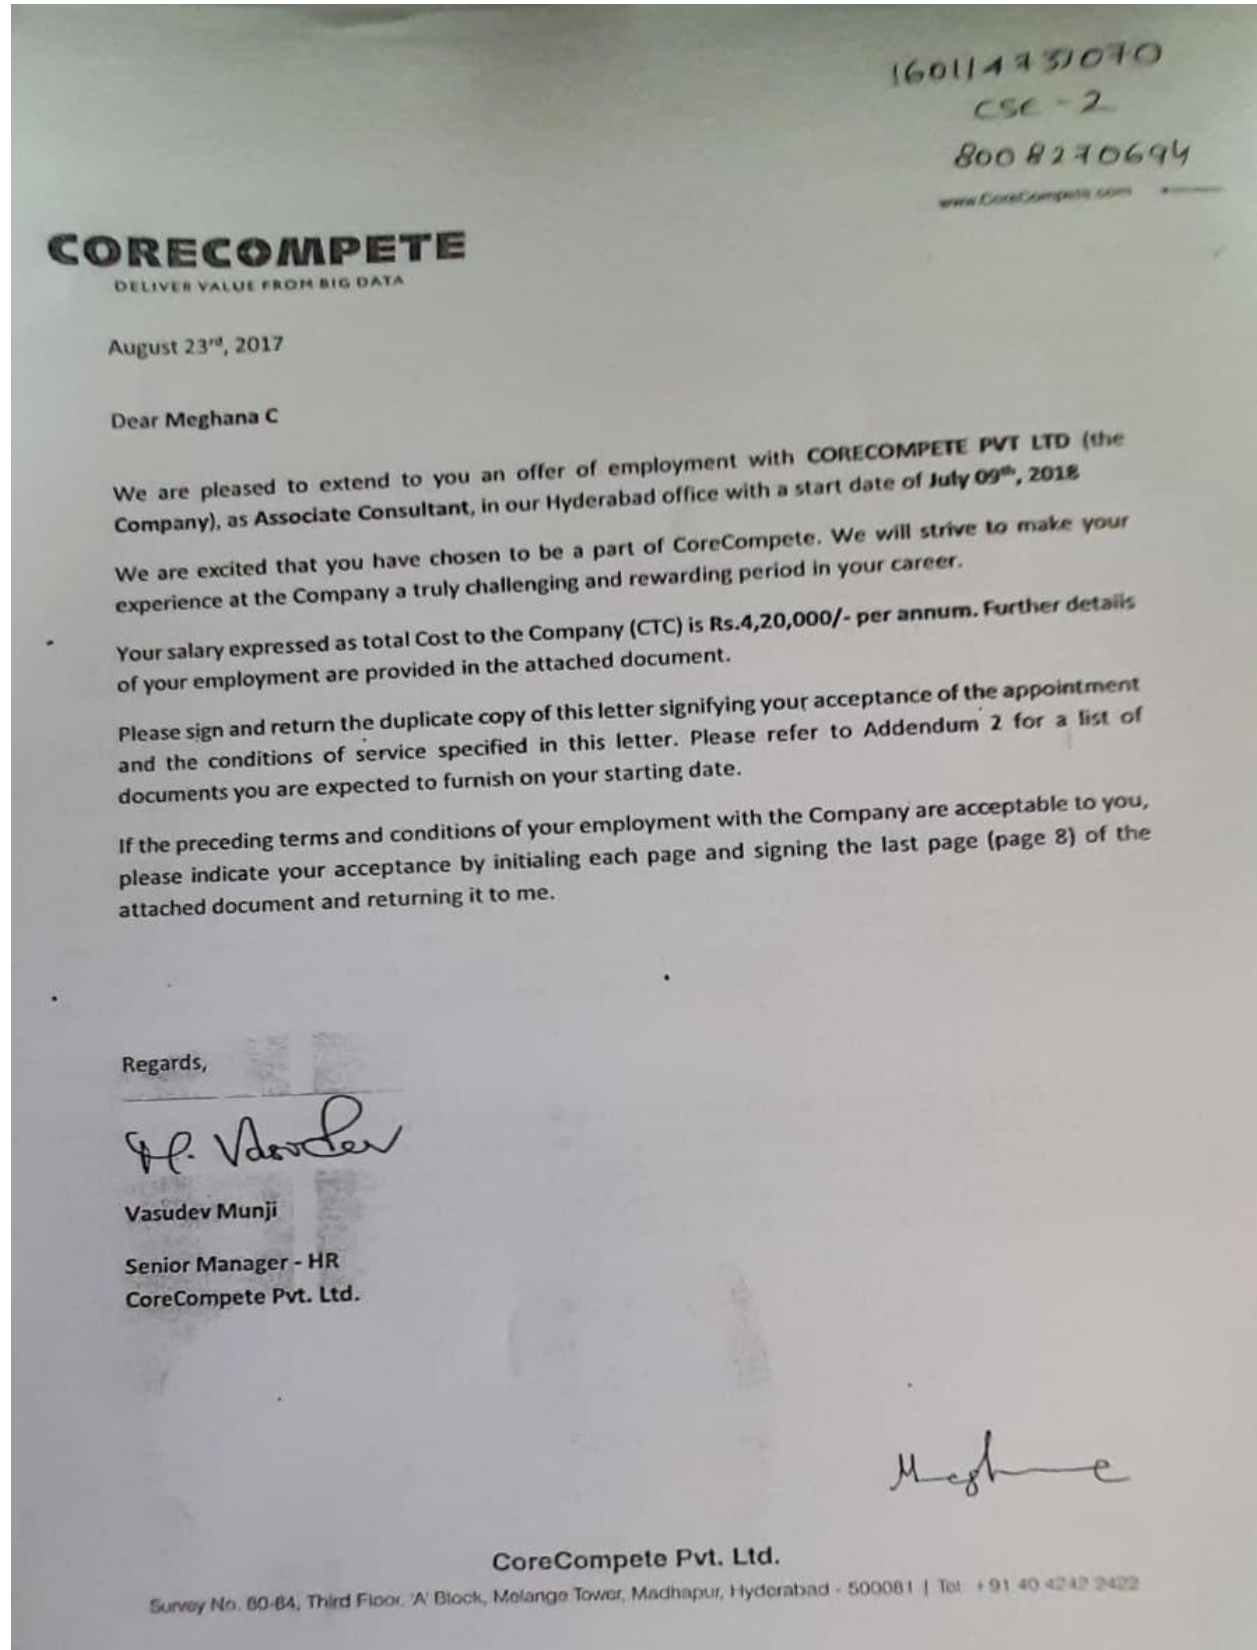 160114731070
CSE - 2
8008270694
www.CoreCompete.com
CORECOMPETE
DELIVER VALUE FROM BIG DATA
August 23rd, 2017
Dear Meghana C
We are pleased to extend to you an offer of employment with CORECOMPETE PVT LTD (the
Company), as Associate Consultant, in our Hyderabad office with a start date of July 09th, 2018
We are excited that you have chosen to be a part of CoreCompete. We will strive to make your
experience at the Company a truly challenging and rewarding period in your career.
Your salary expressed as total Cost to the Company (CTC) is Rs.4,20,000/- per annum. Further details
of your employment are provided in the attached document.
Please sign and return the duplicate copy of this letter signifying your acceptance of the appointment
and the conditions of service specified in this letter. Please refer to Addendum 2 for a list of
documents you are expected to furnish on your starting date.
If the preceding terms and conditions of your employment with the Company are acceptable to you,
please indicate your acceptance by initialing each page and signing the last page (page 8) of the
attached document and returning it to me.
Regards,
M. Vasudev
Vasudev Munji
Senior Manager - HR
CoreCompete Pvt. Ltd.
CoreCompete Pvt. Ltd.
Survey No. 80-84, Third Floor, 'A' Block, Melange Tower, Madhapur, Hyderabad - 500081 | Tel: +91 40 4242 2422